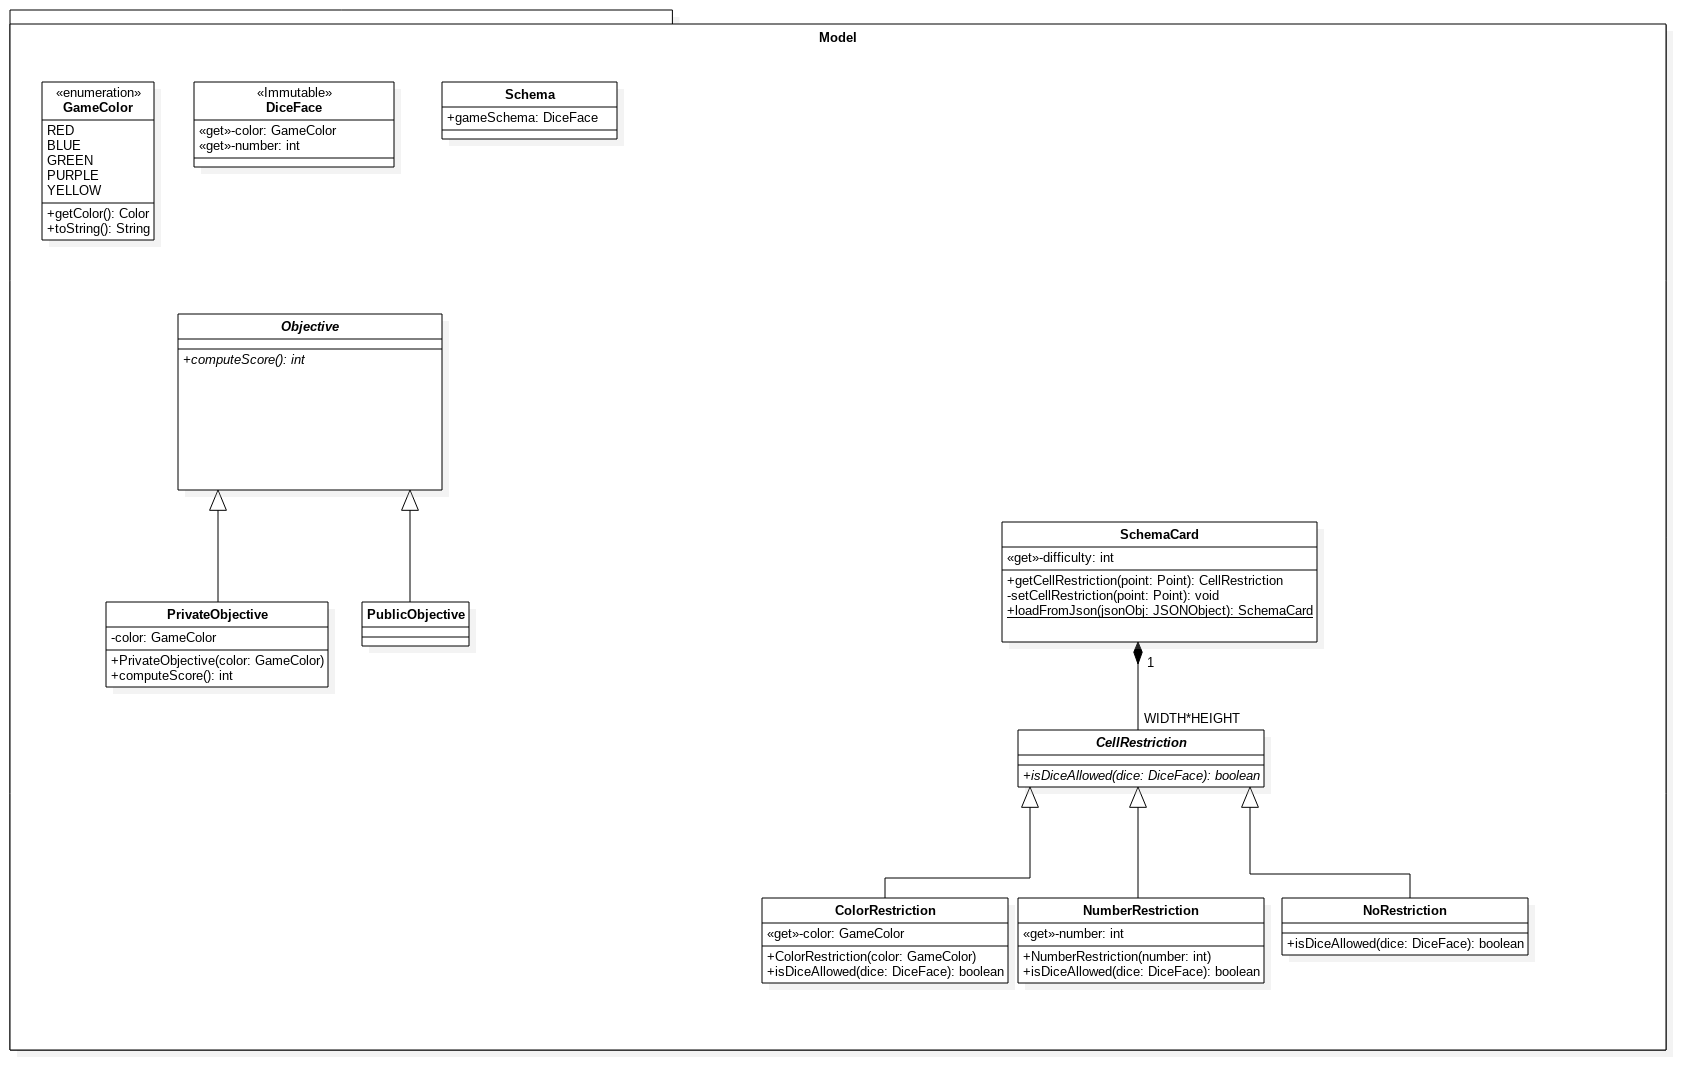 Model
«enumeration»
GameColor
RED
BLUE
GREEN
PURPLE
YELLOW
+getColor(): Color
+toString(): String
«Immutable»
DiceFace
«get»-color: GameColor
«get»-number: int
Schema
+gameSchema: DiceFace
Objective
+computeScore(): int
PrivateObjective
-color: GameColor
+PrivateObjective(color: GameColor)
+computeScore(): int
PublicObjective
SchemaCard
«get»-difficulty: int
+getCellRestriction(point: Point): CellRestriction
-setCellRestriction(point: Point): void
+loadFromJson(jsonObj: JSONObject): SchemaCard
1
WIDTH*HEIGHT
CellRestriction
+isDiceAllowed(dice: DiceFace): boolean
ColorRestriction
«get»-color: GameColor
+ColorRestriction(color: GameColor)
+isDiceAllowed(dice: DiceFace): boolean
NumberRestriction
«get»-number: int
+NumberRestriction(number: int)
+isDiceAllowed(dice: DiceFace): boolean
NoRestriction
+isDiceAllowed(dice: DiceFace): boolean